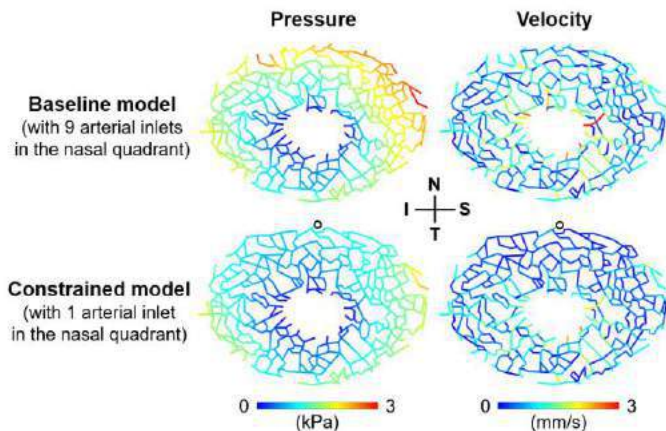 Pressure
Velocity
Baseline model
(with 9 arterial inlets
in the nasal quadrant)
N
I S
T
Constrained model
(with 1 arterial inlet
in the nasal quadrant)
0 3
(kPa)
0 3
(mm/s)